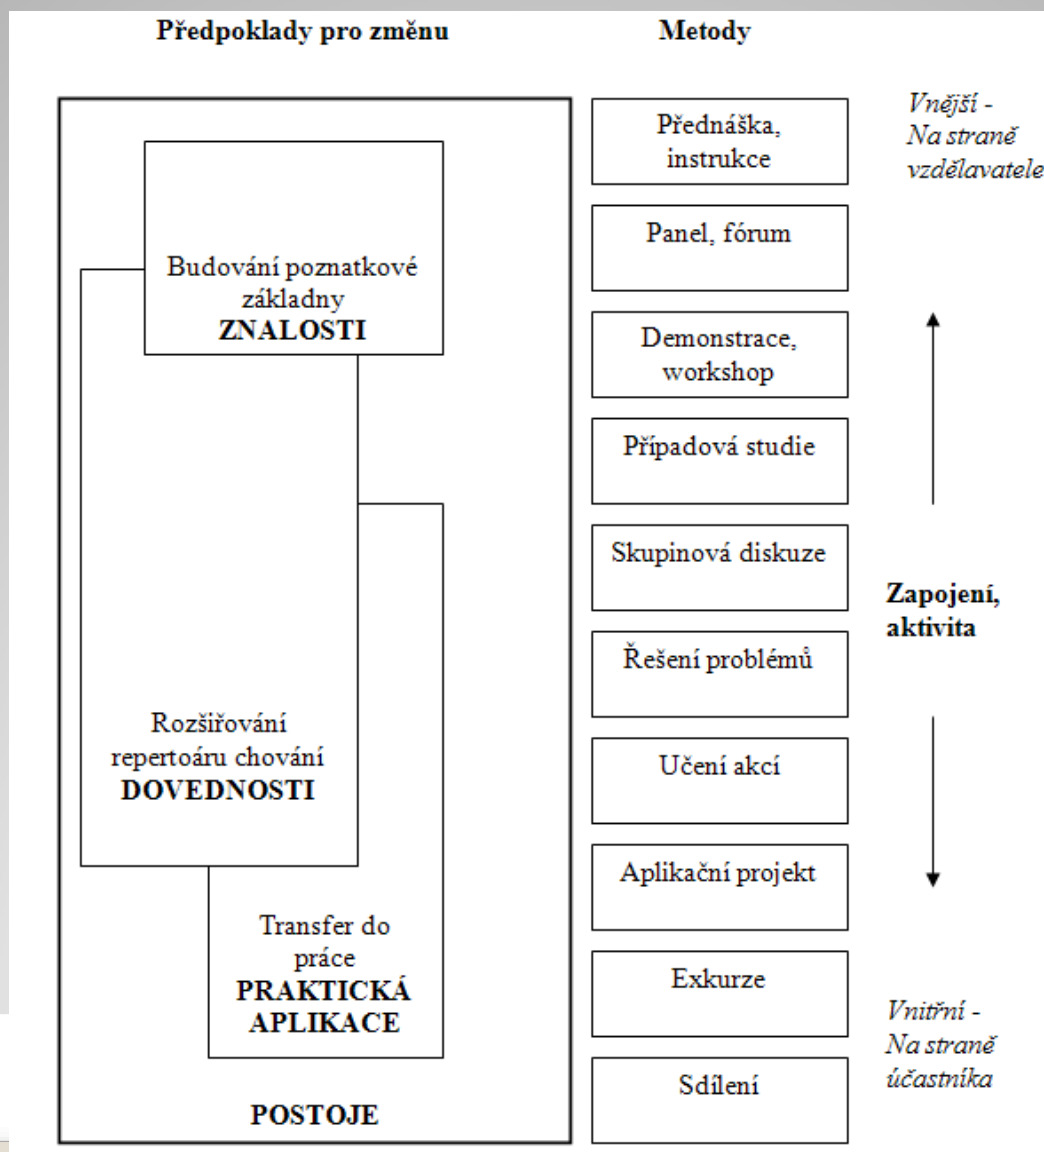 Předpoklady pro změnu
Metody
Budování poznatkové
základny
ZNALOSTI
Rozšiřování
repertoáru chování
DOVEDNOSTI
Transfer do
práce
PRAKTICKÁ
APLIKACE
POSTOJE
Přednáška,
instrukce
Panel, fórum
Demonstrace,
workshop
Případová studie
Skupinová diskuze
Řešení problémů
Učení akcí
Aplikační projekt
Exkurze
Sdílení
Vnější -
Na straně
vzdělavatele
Zapojení,
aktivita
Vnitřní -
Na straně
účastníka